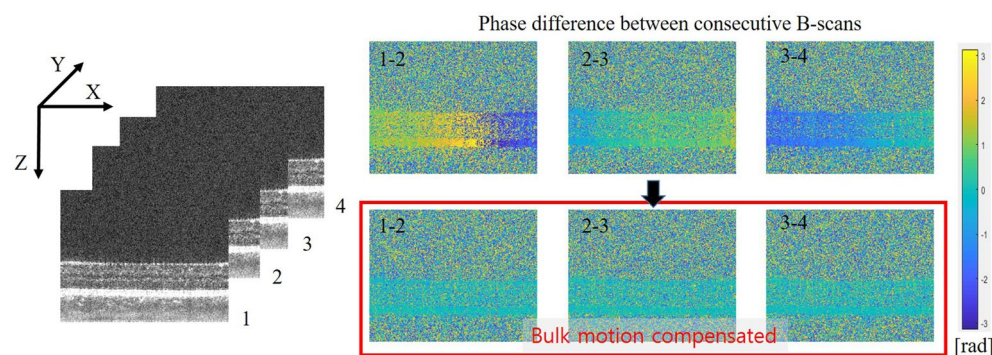 Phase difference between consecutive B-scans
Y
X
Z
1
2
3
4
1-2
2-3
3-4
3
2
1
0
-1
-2
-3
[rad]
1-2
2-3
3-4
Bulk motion compensated